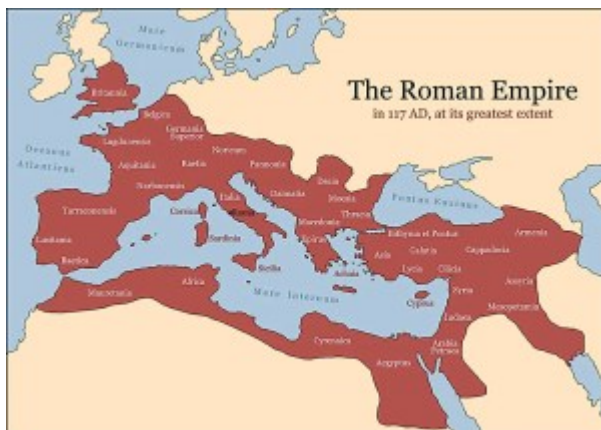 Mare
Germanicum
The Roman Empire
in 117 AD, at its greatest extent
Britannia
Belgica
Germania
Superior
Lugdunensis
Noricum
Oceanus
Atlanticus
Aquitania
Raetia
Pannonia
Narbonensis
Dacia
Dalmatia
Moesia
Pontus Euxinus
Italia
Corsica
Roma
Thracia
Tarraconensis
Macedonia
Bithynia et Pontus
Armenia
Lusitania
Sardinia
Epirus
Asia
Galatia
Cappadocia
Baetica
Sicilia
Achaia
Lycia
Cilicia
Assyria
Mauretania
Africa
Mare Internum
Cyprus
Syria
Mesopotamia
Iudaea
Cyrenaica
Arabia
Petraea
Aegyptus